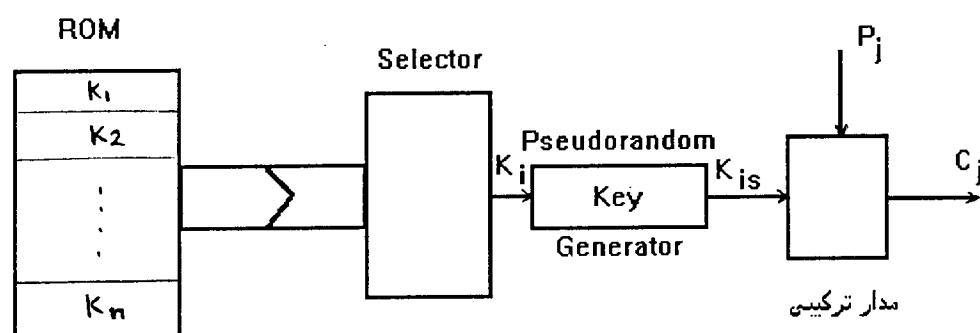 ROM
K1
K2
Kn
Selector
Ki
Pseudorandom
Key
Generator
Kis
Pj
Cj
مدار ترکیبی